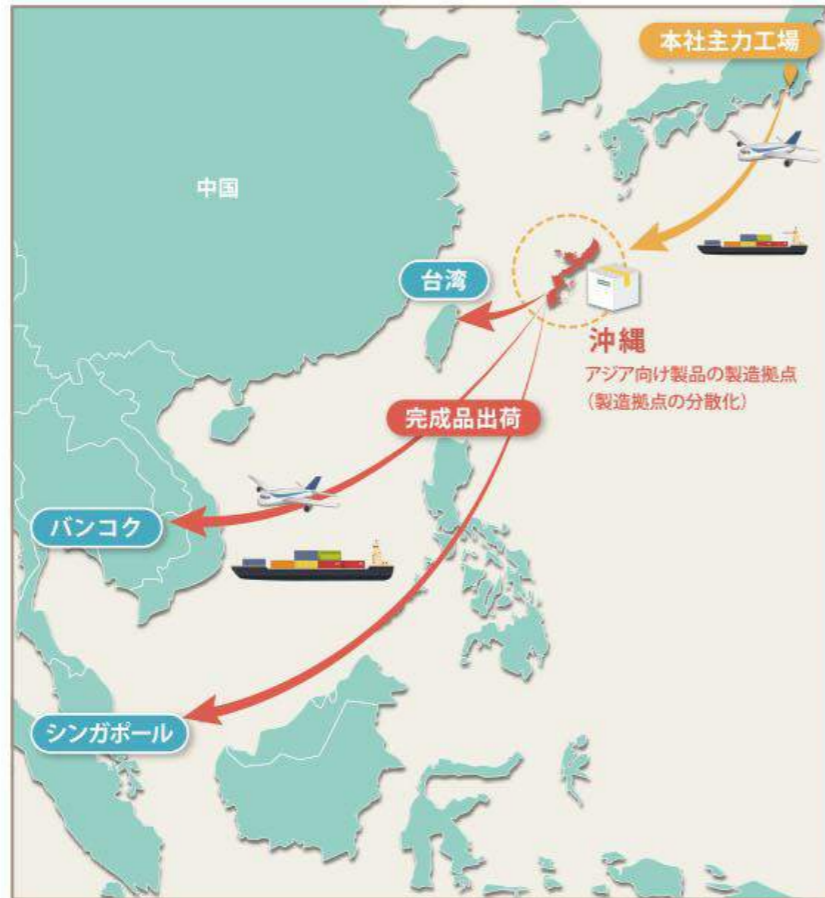 本社主力工場
中国
台湾
沖縄
アジア向け製品の製造拠点
（製造拠点の分散化）
完成品出荷
バンコク
シンガポール